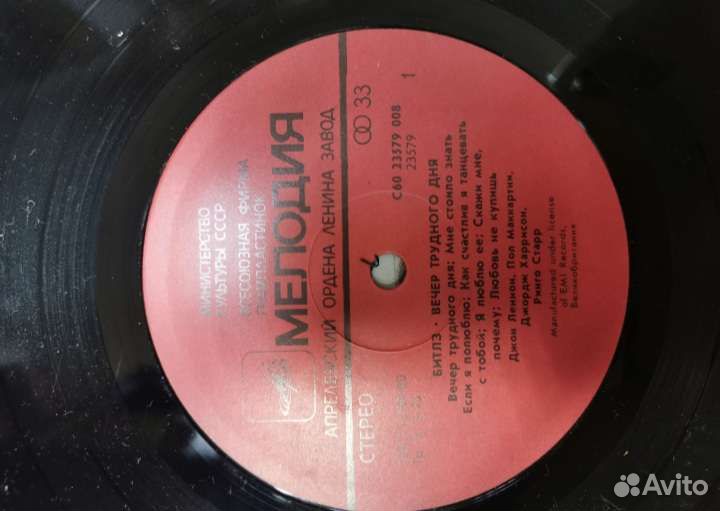 МИНИСТЕРСТВО
КУЛЬТУРЫ СССР
ВСЕСОЮЗНАЯ ФИРМА
ГРАМПЛАСТИНОК
МЕЛОДИЯ
АПРЕЛЕВСКИЙ ОРДЕНА ЛЕНИНА ЗАВОД
СТЕРЕО
33
С60 23579 008
23579
1
БИТЛЗ · ВЕЧЕР ТРУДНОГО ДНЯ
Вечер трудного дня; Мне стоило знать
Если я полюблю; Как счастлив я танцевать
с тобой; Я люблю ее; Скажи мне,
почему; Любовь не купишь
Джон Леннон, Пол Маккартни,
Джордж Харрисон,
Ринго Старр
Manufactured under license
of EMI Records,
Великобритания
Avito